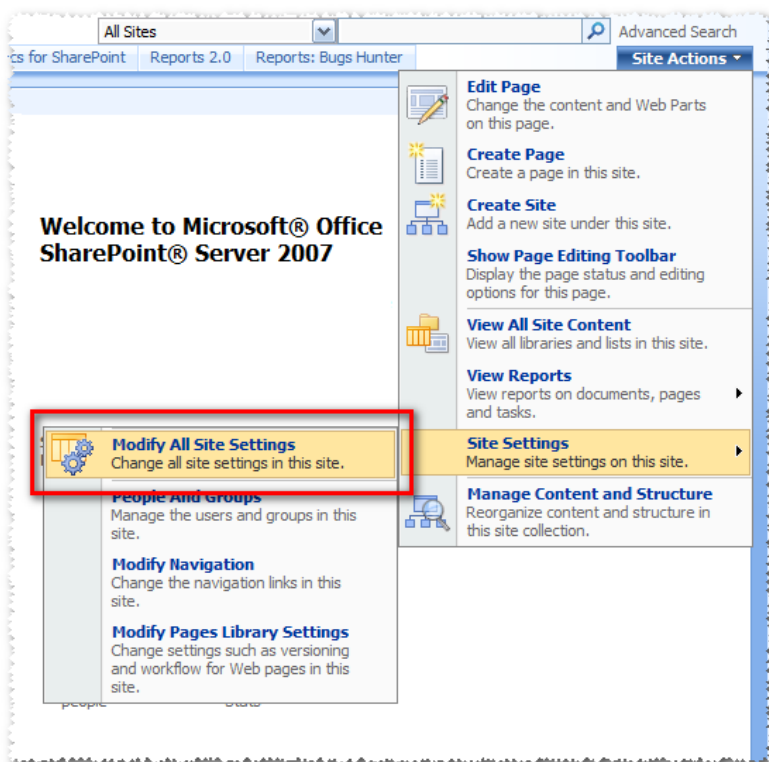 All Sites
Advanced Search
cs for SharePoint Reports 2.0 Reports: Bugs Hunter
Site Actions
Welcome to Microsoft® Office
SharePoint® Server 2007
Edit Page
Change the content and Web Parts
on this page.
Create Page
Create a page in this site.
Create Site
Add a new site under this site.
Show Page Editing Toolbar
Display the page status and editing
options for this page.
View All Site Content
View all libraries and lists in this site.
View Reports
View reports on documents, pages
and tasks.
Site Settings
Manage site settings on this site.
Manage Content and Structure
Reorganize content and structure in
this site collection.
Modify All Site Settings
Change all site settings in this site.
People And Groups
Manage the users and groups in this
site.
Modify Navigation
Change the navigation links in this
site.
Modify Pages Library Settings
Change settings such as versioning
and workflow for Web pages in this
site.
people